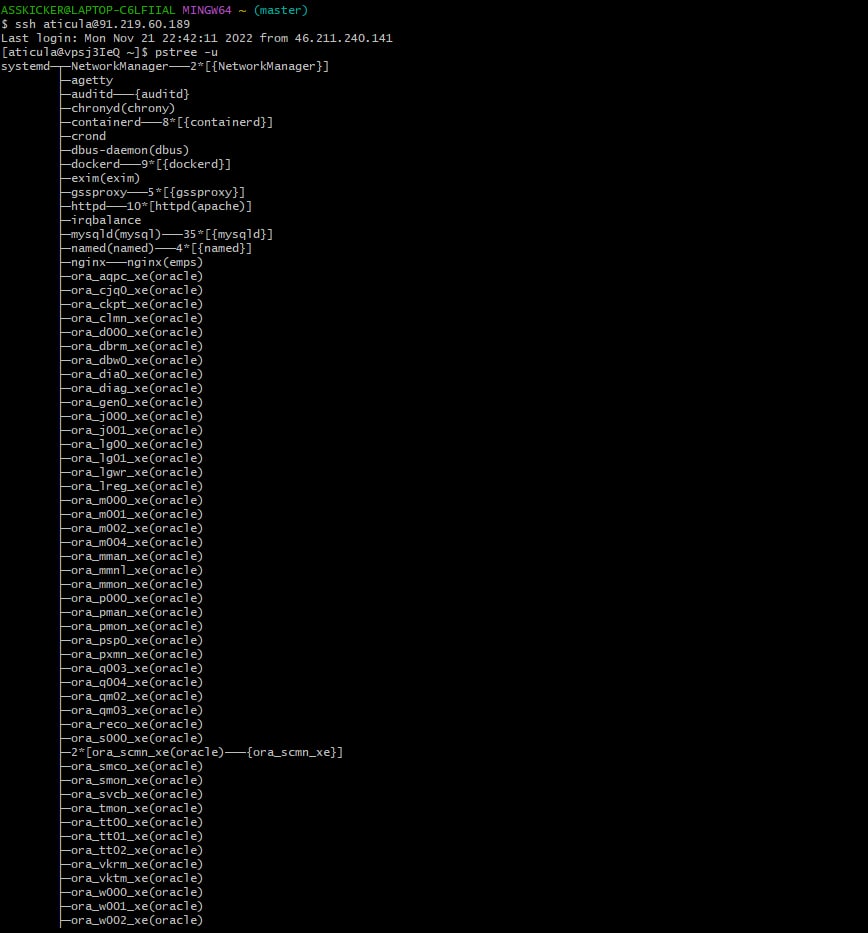 ASSKICKER@LAPTOP-C6LFIIAL MINGW64 ~ (master)
$ ssh aticula@91.219.60.189
Last login: Mon Nov 21 22:42:11 2022 from 46.211.240.141
[aticula@vpsj3IeQ ~]$ pstree -u
systemd─┬─NetworkManager───2*[{NetworkManager}]
        ├─agetty
        ├─auditd───{auditd}
        ├─chronyd(chrony)
        ├─containerd───8*[{containerd}]
        ├─crond
        ├─dbus-daemon(dbus)
        ├─dockerd───9*[{dockerd}]
        ├─exim(exim)
        ├─gssproxy───5*[{gssproxy}]
        ├─httpd───10*[httpd(apache)]
        ├─irqbalance
        ├─mysqld(mysql)───35*[{mysqld}]
        ├─named(named)───4*[{named}]
        ├─nginx───nginx(emps)
        ├─ora_aqpc_xe(oracle)
        ├─ora_cjq0_xe(oracle)
        ├─ora_ckpt_xe(oracle)
        ├─ora_clmn_xe(oracle)
        ├─ora_d000_xe(oracle)
        ├─ora_dbrm_xe(oracle)
        ├─ora_dbw0_xe(oracle)
        ├─ora_dia0_xe(oracle)
        ├─ora_diag_xe(oracle)
        ├─ora_gen0_xe(oracle)
        ├─ora_j000_xe(oracle)
        ├─ora_j001_xe(oracle)
        ├─ora_lg00_xe(oracle)
        ├─ora_lg01_xe(oracle)
        ├─ora_lgwr_xe(oracle)
        ├─ora_lreg_xe(oracle)
        ├─ora_m000_xe(oracle)
        ├─ora_m001_xe(oracle)
        ├─ora_m002_xe(oracle)
        ├─ora_m004_xe(oracle)
        ├─ora_mman_xe(oracle)
        ├─ora_mmnl_xe(oracle)
        ├─ora_mmon_xe(oracle)
        ├─ora_p000_xe(oracle)
        ├─ora_pman_xe(oracle)
        ├─ora_pmon_xe(oracle)
        ├─ora_psp0_xe(oracle)
        ├─ora_pxmn_xe(oracle)
        ├─ora_q003_xe(oracle)
        ├─ora_q004_xe(oracle)
        ├─ora_qm02_xe(oracle)
        ├─ora_qm03_xe(oracle)
        ├─ora_reco_xe(oracle)
        ├─ora_s000_xe(oracle)
        ├─2*[ora_scmn_xe(oracle)───{ora_scmn_xe}]
        ├─ora_smco_xe(oracle)
        ├─ora_smon_xe(oracle)
        ├─ora_svcb_xe(oracle)
        ├─ora_tmon_xe(oracle)
        ├─ora_tt00_xe(oracle)
        ├─ora_tt01_xe(oracle)
        ├─ora_tt02_xe(oracle)
        ├─ora_vkrm_xe(oracle)
        ├─ora_vktm_xe(oracle)
        ├─ora_w000_xe(oracle)
        ├─ora_w001_xe(oracle)
        ├─ora_w002_xe(oracle)